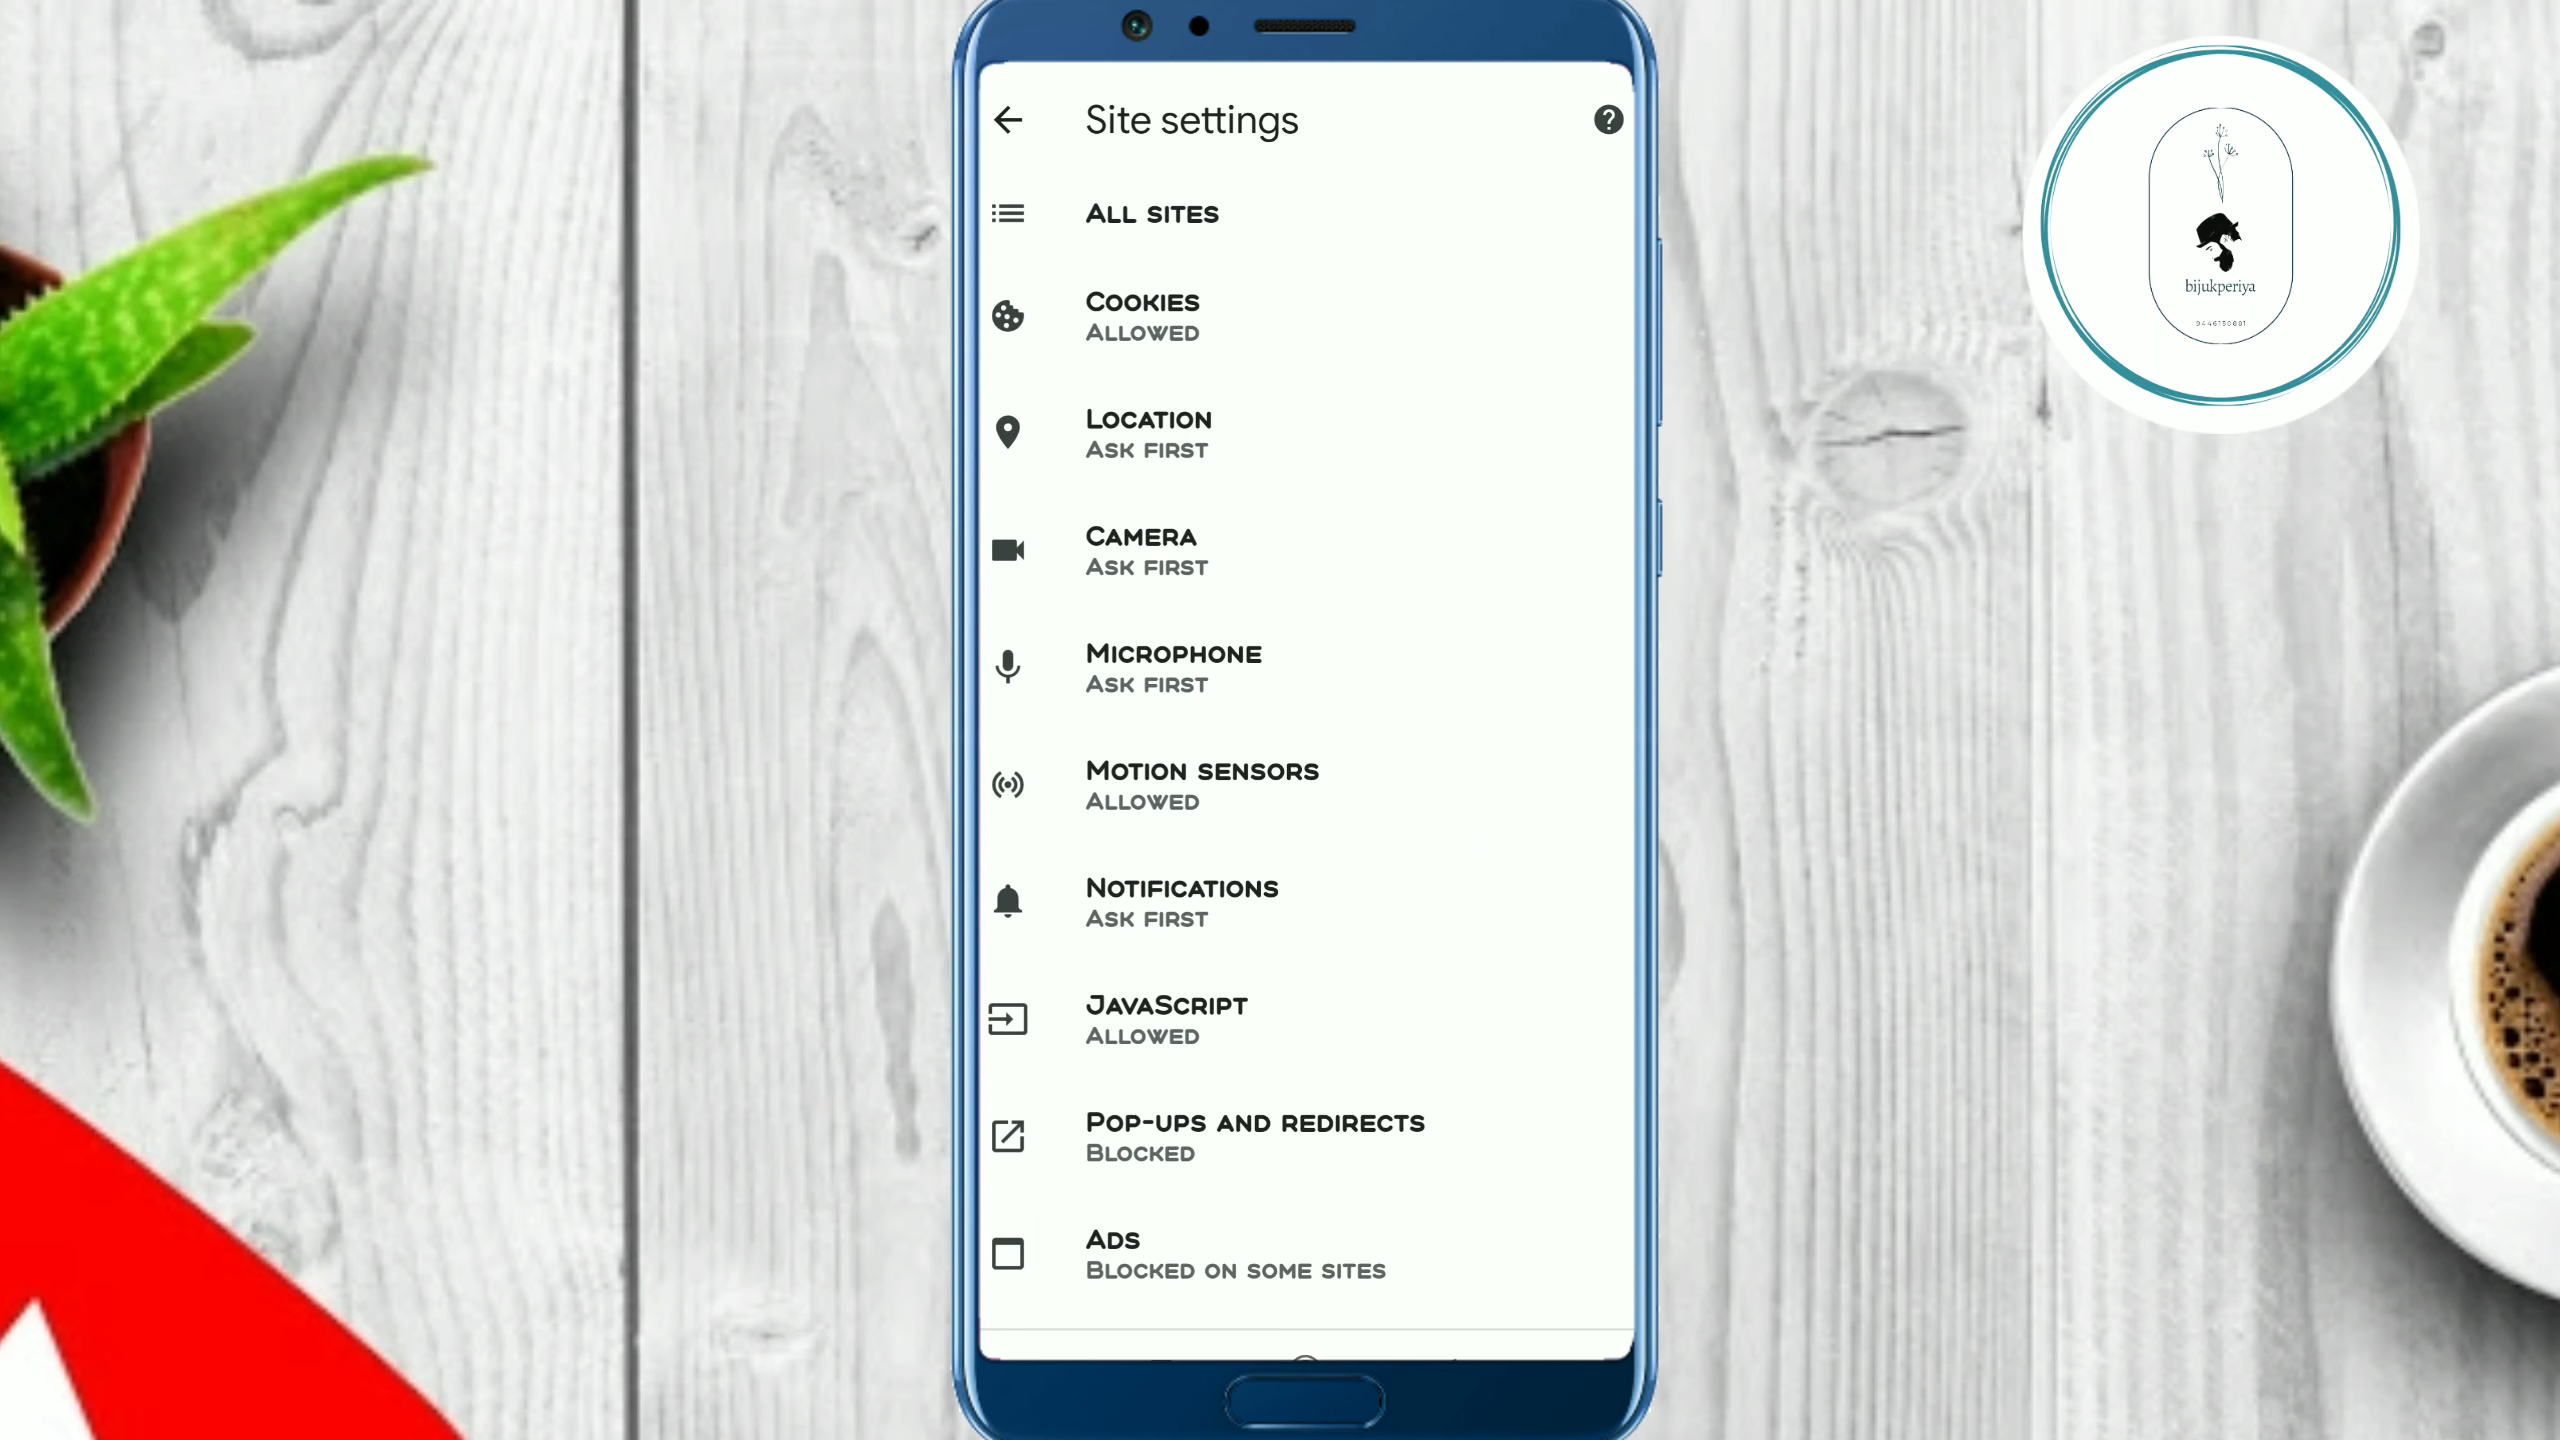 Site settings
All sites
Cookies
Allowed
Location
Ask first
Camera
Ask first
Microphone
Ask first
Motion sensors
Allowed
Notifications
Ask first
JavaScript
Allowed
Pop-ups and redirects
Blocked
Ads
Blocked on some sites
bijukperiya